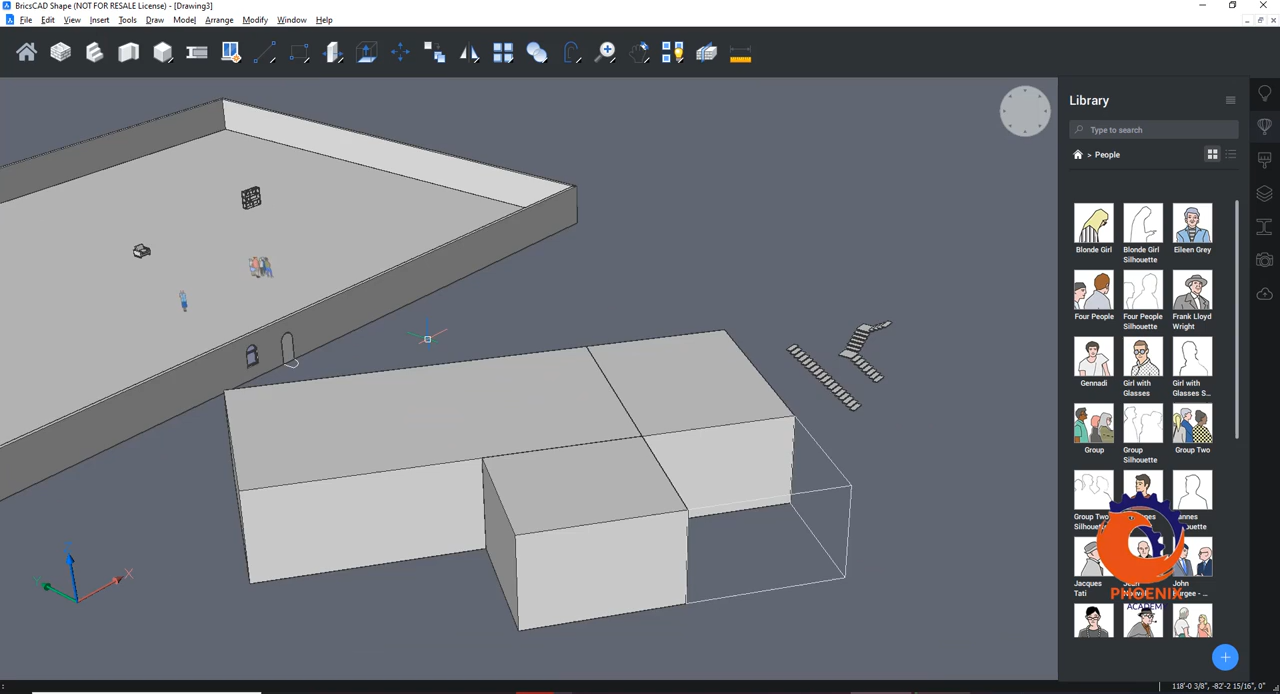 BricsCAD Shape (NOT FOR RESALE License) - [Drawing3]
File Edit View Insert Tools Draw Model Arrange Modify Window Help
Library
Type to search
> People
Blonde Girl
Blonde Girl Silhouette
Eileen Grey
Four People
Four People Silhouette
Frank Lloyd Wright
Gennadi
Girl with Glasses
Girl with Glasses S...
Group
Group Silhouette
Group Two
Group Two Silhouette
Jacques Tati
John
PHOENIX
ACADEMY
X
: 118'-0 3/8", -82'-2 15/16", 0"